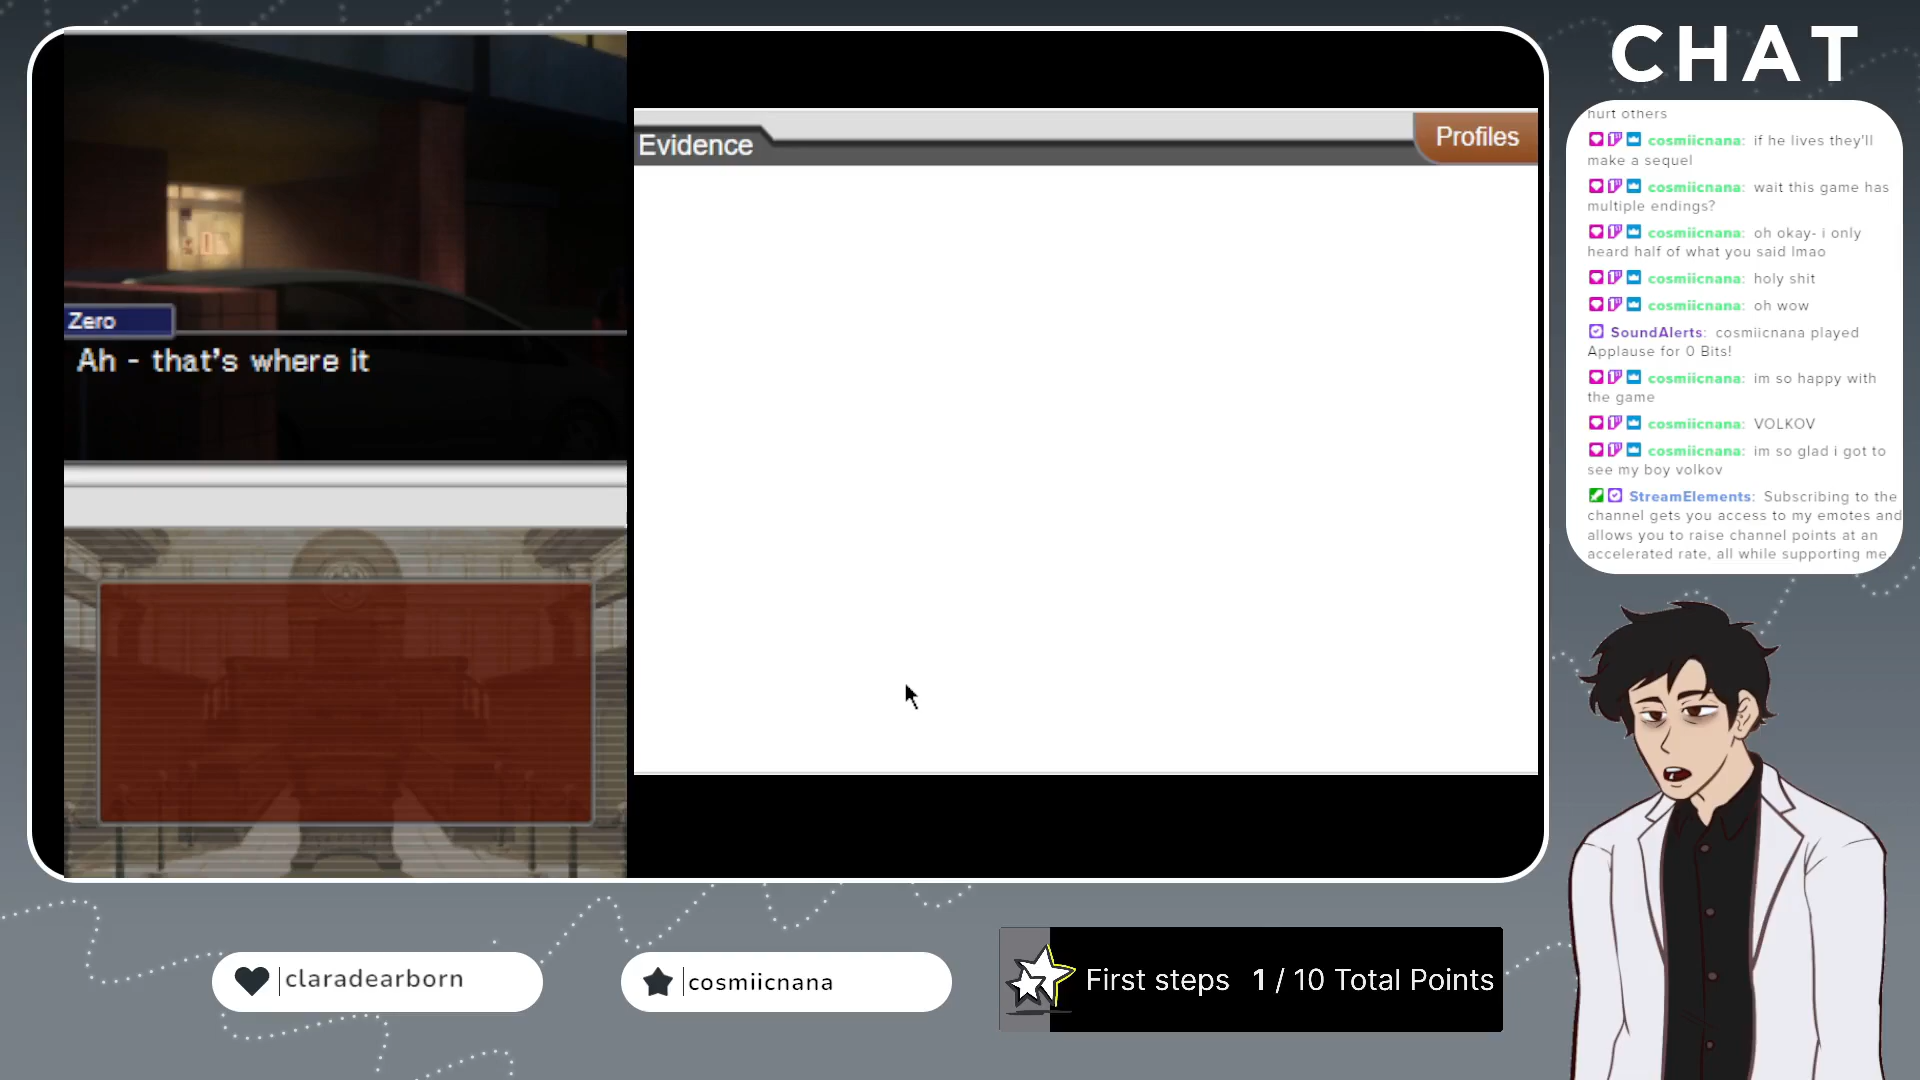 Zero
Ah - that's where it
Evidence
Profiles
CHAT
hurt others
cosmiicnana: if he lives they'll
make a sequel
cosmiicnana: wait this game has
multiple endings?
cosmiicnana: oh okay- i only
heard half of what you said lmao
cosmiicnana: holy shit
cosmiicnana: oh wow
SoundAlerts: cosmiicnana played
Applause for 0 Bits!
cosmiicnana: im so happy with
the game
cosmiicnana: VOLKOV
cosmiicnana: im so glad i got to
see my boy volkov
StreamElements: Subscribing to the
channel gets you access to my emotes and
allows you to raise channel points at an
accelerated rate, all while supporting me.
claradearborn
cosmiicnana
First steps 1 / 10 Total Points